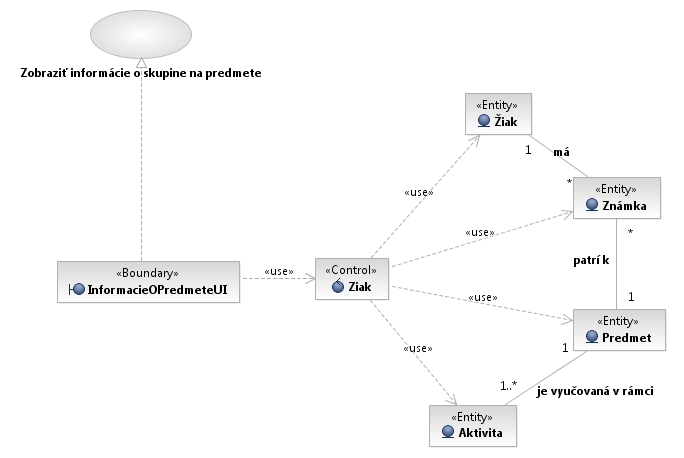 Zobraziť informácie o skupine na predmete
«Entity»
Žiak
1
má
«use»
*
«Entity»
Známka
«use»
*
patrí k
«Boundary»
InformacieOPredmeteUI
«use»
«Control»
Ziak
«use»
1
«Entity»
Predmet
«use»
1
1..*
je vyučovaná v rámci
«Entity»
Aktivita